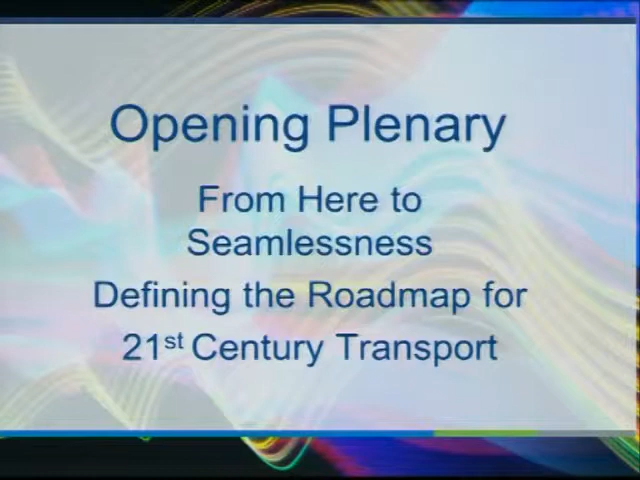 Opening Plenary
From Here to
Seamlessness
Defining the Roadmap for
21st Century Transport